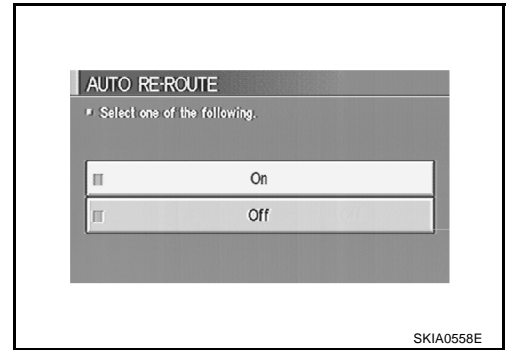 AUTO RE-ROUTE
Select one of the following.
On
Off
SKIA0558E